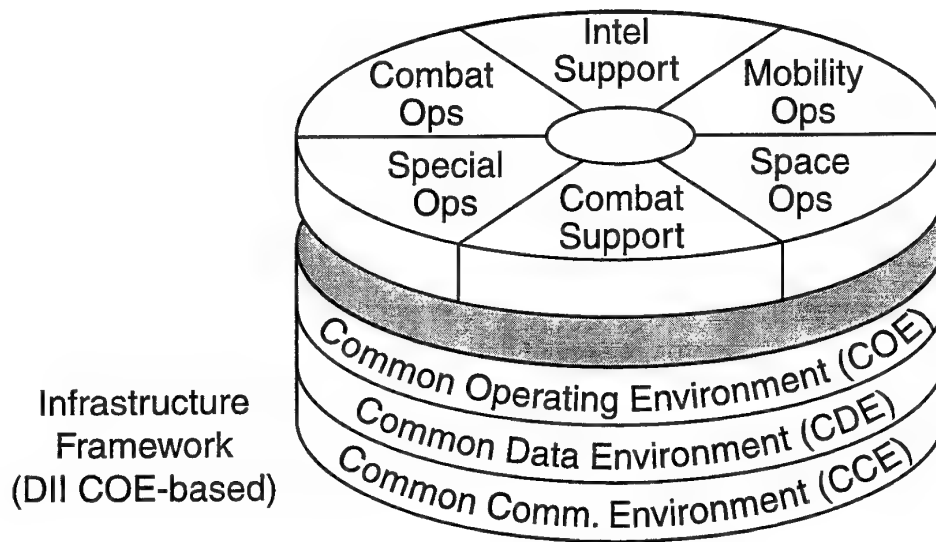 Intel
Support
Combat
Ops
Mobility
Ops
Special
Ops
Combat
Support
Space
Ops
Common Operating Environment (COE)
Common Data Environment (CDE)
Common Comm. Environment (CCE)
Infrastructure
Framework
(DII COE-based)